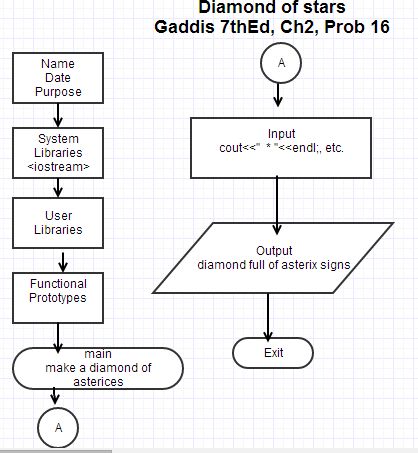 Diamond of stars
Gaddis 7thEd, Ch2, Prob 16
Name
Date
Purpose
System
Libraries
<iostream>
User
Libraries
Functional
Prototypes
main
make a diamond of
asterices
A
A
Input
cout<<" * "<<endl;, etc.
Output
diamond full of asterix signs
Exit